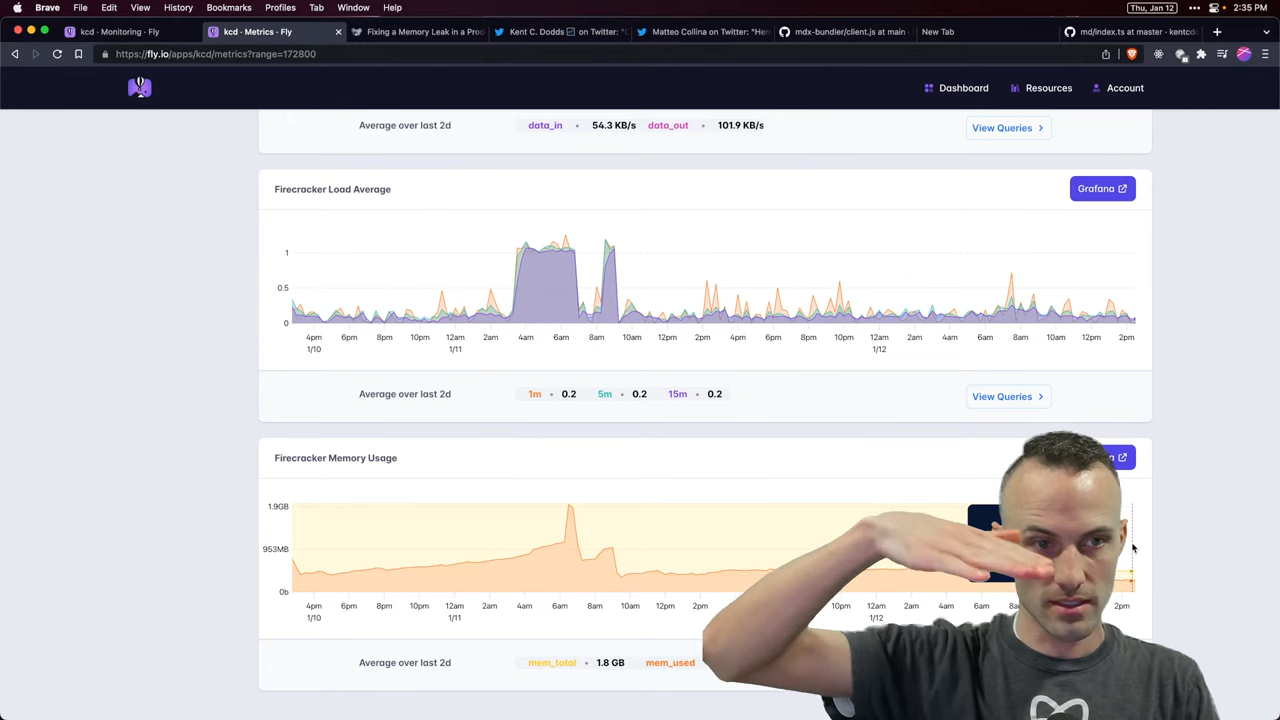 Brave File Edit View History Bookmarks Profiles Tab Window Help Thu, Jan 12 2:35 PM
kcd · Monitoring · Fly
kcd · Metrics · Fly
Fixing a Memory Leak in a Prod
Kent C. Dodds on Twitter: "
Matteo Collina on Twitter: "Here
mdx-bundler/client.js at main ·
New Tab
md/index.ts at master · kentcdo
https://fly.io/apps/kcd/metrics?range=172800
Dashboard Resources Account
Average over last 2d data_in • 54.3 KB/s data_out • 101.9 KB/s View Queries
Firecracker Load Average Grafana
1
0.5
0
4pm 6pm 8pm 10pm 12am 2am 4am 6am 8am 10am 12pm 2pm 4pm 6pm 8pm 10pm 12am 2am 4am 6am 8am 10am 12pm 2pm
1/10 1/11 1/12
Average over last 2d 1m • 0.2 5m • 0.2 15m • 0.2 View Queries
Firecracker Memory Usage
1.9GB
953MB
0b
4pm 6pm 8pm 10pm 12am 2am 4am 6am 8am 10am 12pm 2pm 10pm 12am 2am 4am 6am 2pm
1/10 1/11 1/12
Average over last 2d mem_total • 1.8 GB mem_used